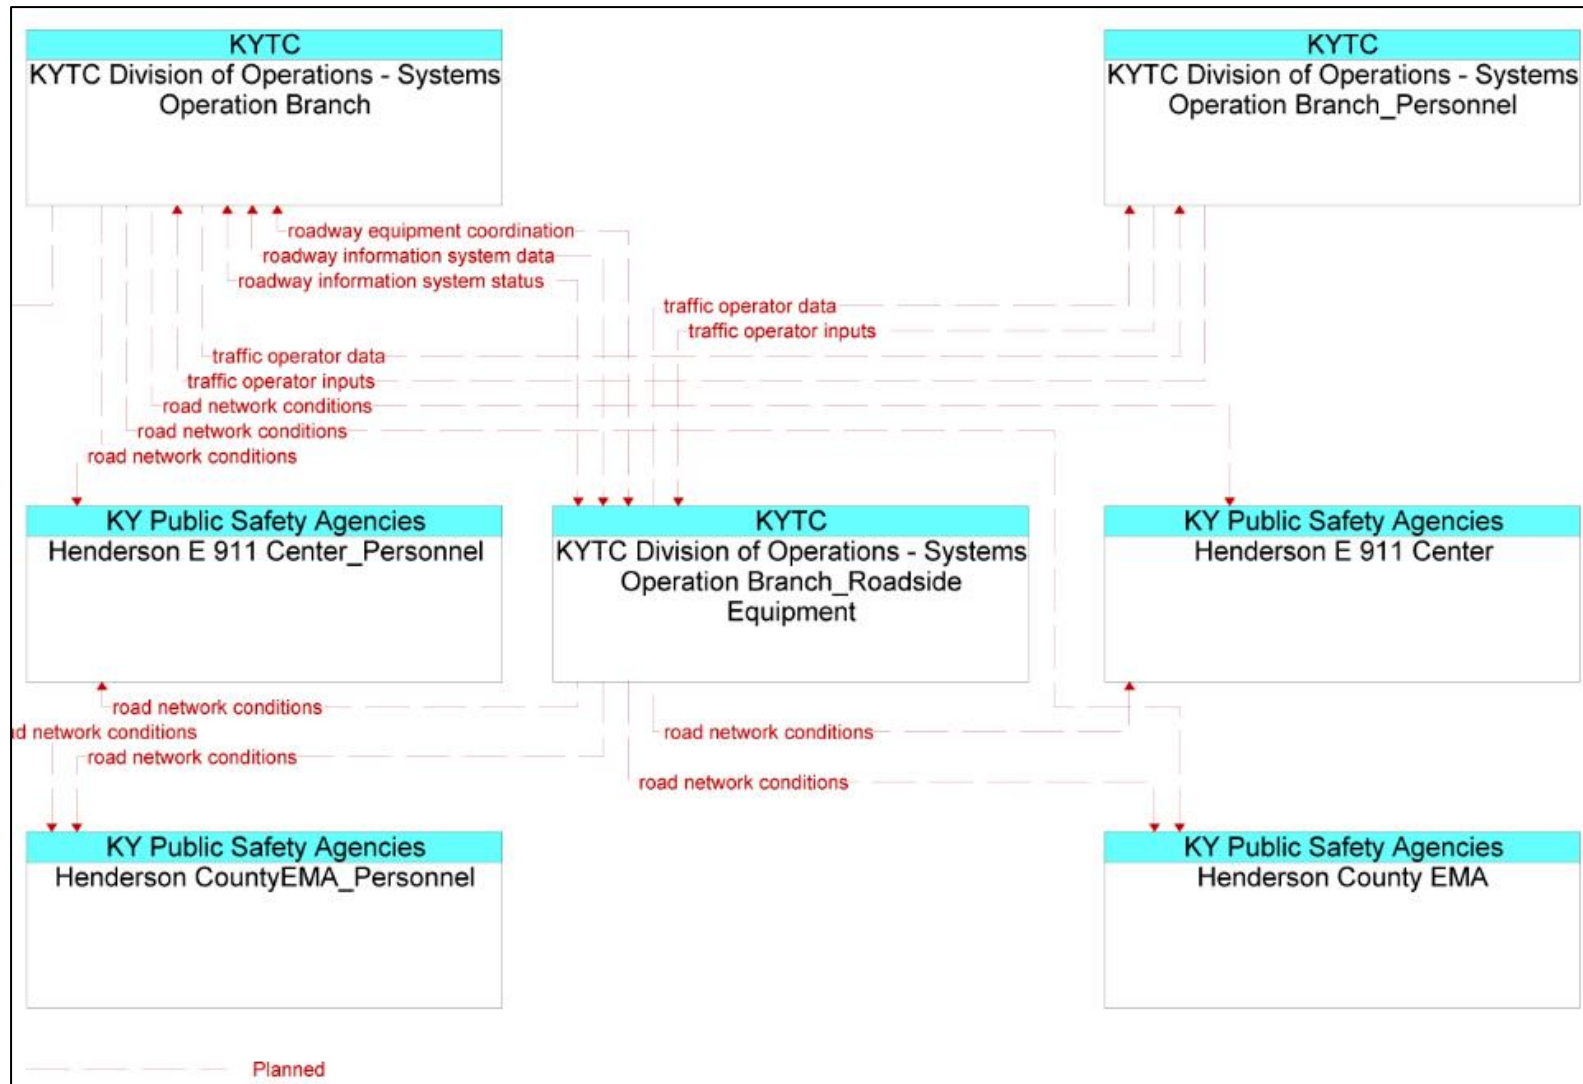 KYTC
KYTC Division of Operations - Systems
Operation Branch
KYTC
KYTC Division of Operations - Systems
Operation Branch_Personnel
roadway equipment coordination
roadway information system data
roadway information system status
traffic operator data
traffic operator inputs
traffic operator data
traffic operator inputs
road network conditions
road network conditions
road network conditions
KY Public Safety Agencies
Henderson E 911 Center_Personnel
KYTC
KYTC Division of Operations - Systems
Operation Branch_Roadside
Equipment
KY Public Safety Agencies
Henderson E 911 Center
road network conditions
network conditions
road network conditions
road network conditions
road network conditions
KY Public Safety Agencies
Henderson CountyEMA_Personnel
KY Public Safety Agencies
Henderson County EMA
Planned